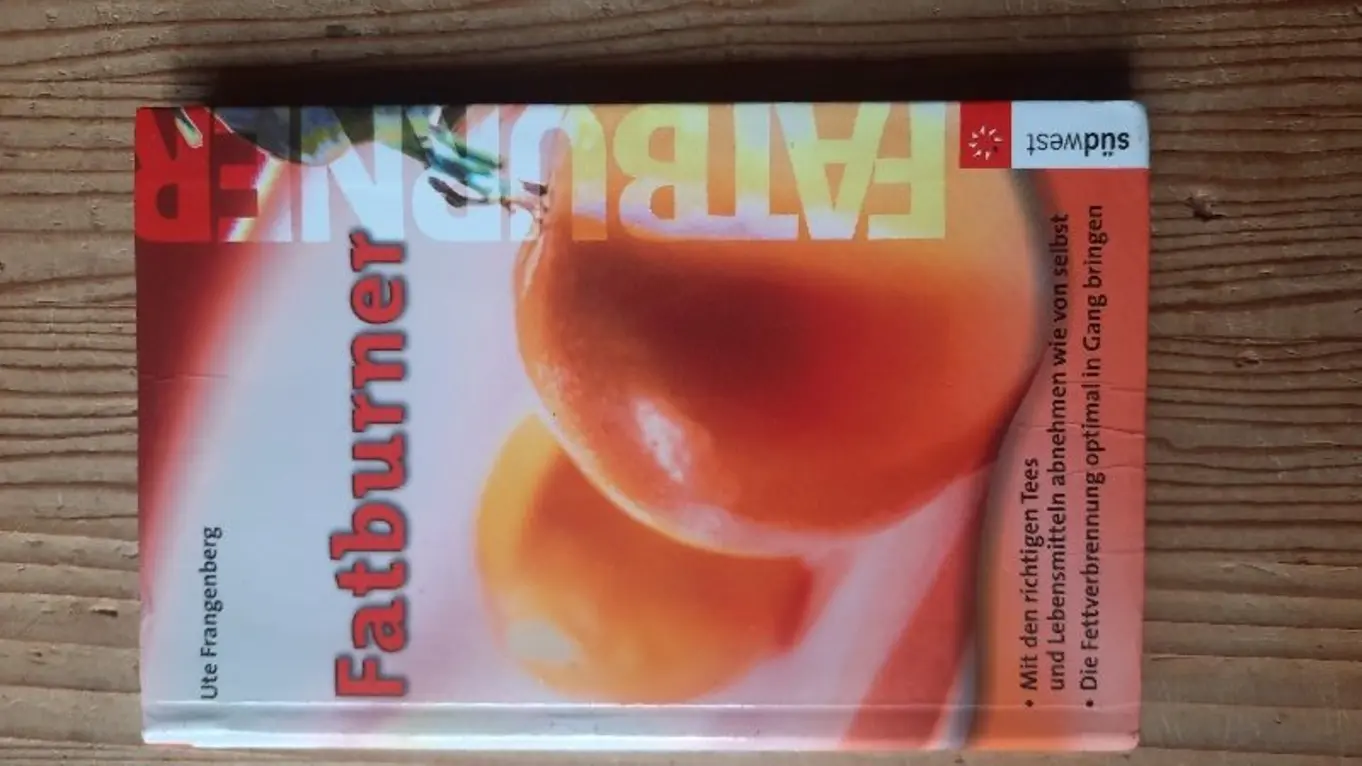 Ute Frangenberg
Fatburner
FATBURNER
• Mit den richtigen Tees
und Lebensmitteln abnehmen wie von selbst
• Die Fettverbrennung optimal in Gang bringen
südwest